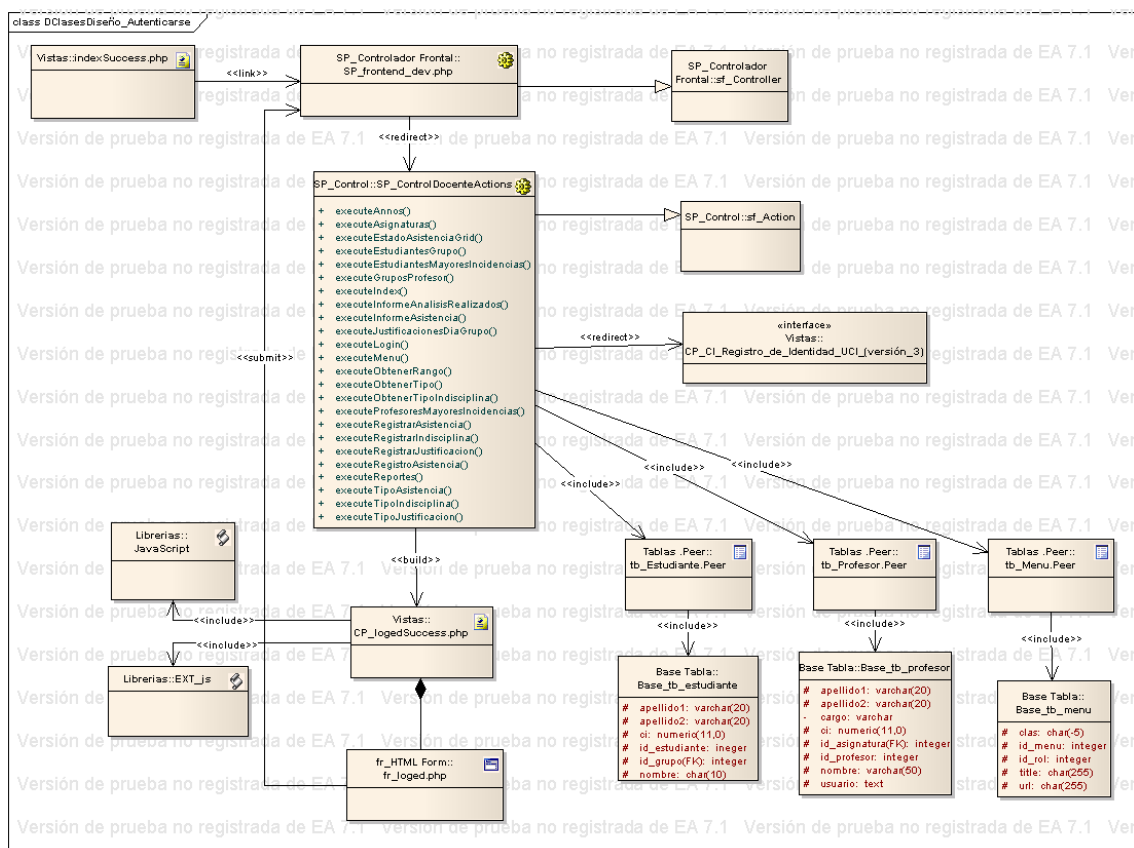 class DClasesDiseño_Autenticarse
Vistas::indexSuccess.php
<<link>>
SP_Controlador Frontal::
SP_frontend_dev.php
SP_Controlador
Frontal::sf_Controller
<<redirect>>
SP_Control::SP_ControlDocenteActions
+ executeAnnos()
+ executeAsignaturas()
+ executeEstadoAsistenciaGrid()
+ executeEstudiantesGrupo()
+ executeEstudiantesMayoresIncidencias()
+ executeGruposProfesor()
+ executeIndex()
+ executeInformeAnalisisRealizados()
+ executeInformeAsistencia()
+ executeJustificacionesDiaGrupo()
+ executeLogin()
+ executeMenu()
+ executeObtenerRango()
+ executeObtenerTipo()
+ executeObtenerTipoIndisciplina()
+ executeProfesoresMayoresIncidencias()
+ executeRegistrarAsistencia()
+ executeRegistrarIndisciplina()
+ executeRegistrarJustificacion()
+ executeRegistroAsistencia()
+ executeReportes()
+ executeTipoAsistencia()
+ executeTipoIndisciplina()
+ executeTipoJustificacion()
SP_Control::sf_Action
<<redirect>>
«interface»
Vistas::
CP_CI_Registro_de_Identidad_UCI_(versión_3)
<<submit>>
<<include>>
<<include>>
<<include>>
<<build>>
Librerias::
JavaScript
<<include>>
<<include>>
Librerias::EXT_js
Vistas::
CP_logedSuccess.php
fr_HTML Form::
fr_loged.php
Tablas .Peer::
tb_Estudiante.Peer
Tablas .Peer::
tb_Profesor.Peer
Tablas .Peer::
tb_Menu.Peer
<<include>>
<<include>>
<<include>>
Base Tabla::
Base_tb_estudiante
# apellido1: varchar(20)
# apellido2: varchar(20)
# ci: numeric(11,0)
# id_estudiante: ineger
# id_grupo(FK): integer
# nombre: char(10)
Base Tabla::Base_tb_profesor
# apellido1: varchar(20)
# apellido2: varchar(20)
- cargo: varchar
# ci: numeric(11,0)
# id_asignatura(FK): integer
# id_profesor: integer
# nombre: varchar(50)
# usuario: text
Base Tabla::
Base_tb_menu
# clas: char(-5)
# id_menu: integer
# id_rol: integer
# title: char(255)
# url: char(255)
Versión de prueba no registrada de EA 7.1